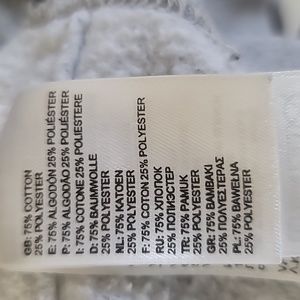 GB: 75% COTTON
25% POLYESTER
E: 75% ALGODÓN 25% POLIÉSTER
P: 75% ALGODÃO 25% POLIÉSTER
I: 75% COTONE 25% POLIESTERE
D: 75% BAUMWOLLE
25% POLYESTER
NL: 75% KATOEN
25% POLYESTER
F: 75% COTON 25% POLYESTER
RU: 75% ХЛОПОК
25% ПОЛИЭСТЕР
TR: 75% PAMUK
25% POLYESTER
GR: 75% ΒΑΜΒΑΚΙ
25% ΠΟΛΥΕΣΤΕΡΑΣ
PL: 75% BAWEŁNA
25% POLYESTER